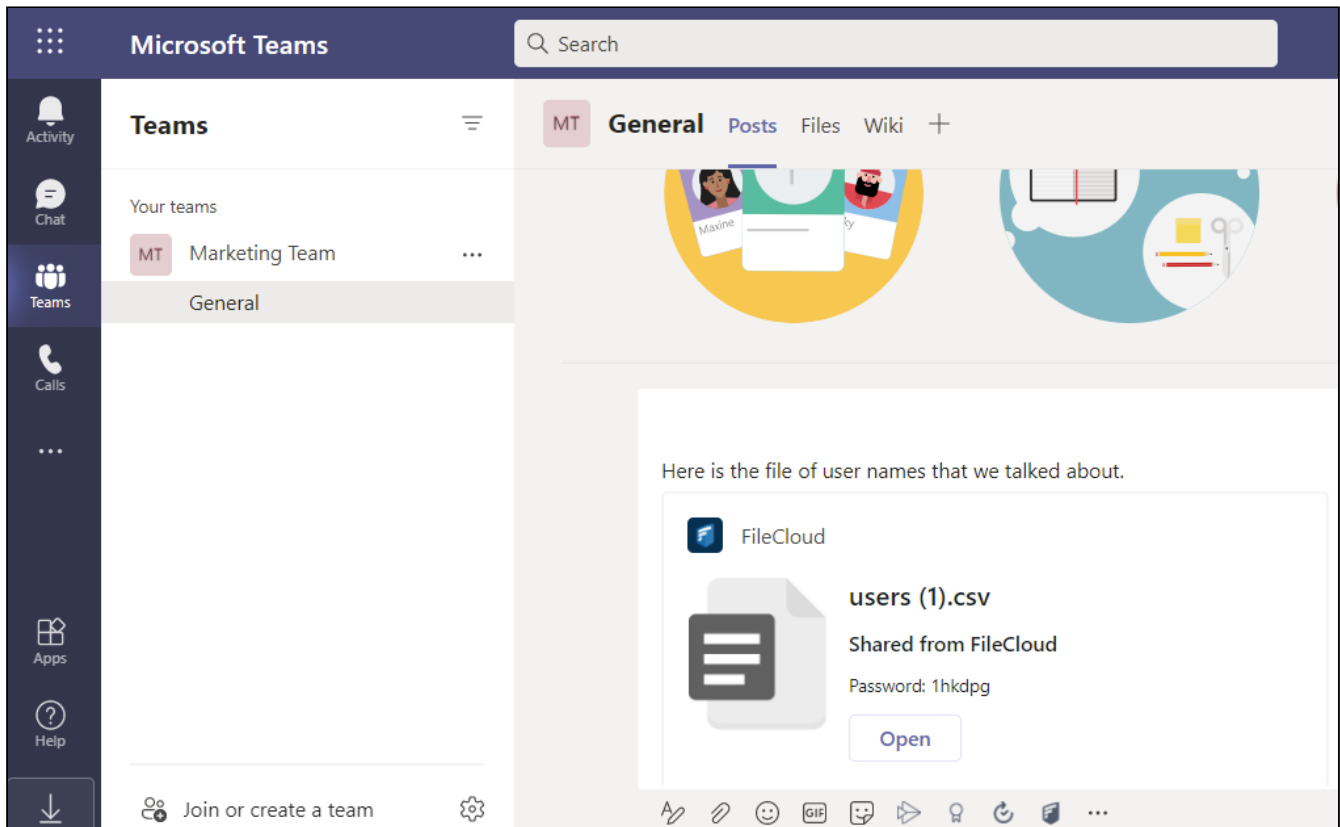 Microsoft Teams
Search
Activity
Chat
Teams
Calls
Apps
Help
Teams
Your teams
MT Marketing Team
General
Join or create a team
MT General Posts Files Wiki
Maxine
ky
Here is the file of user names that we talked about.
FileCloud
users (1).csv
Shared from FileCloud
Password: 1hkdpg
Open
GIF